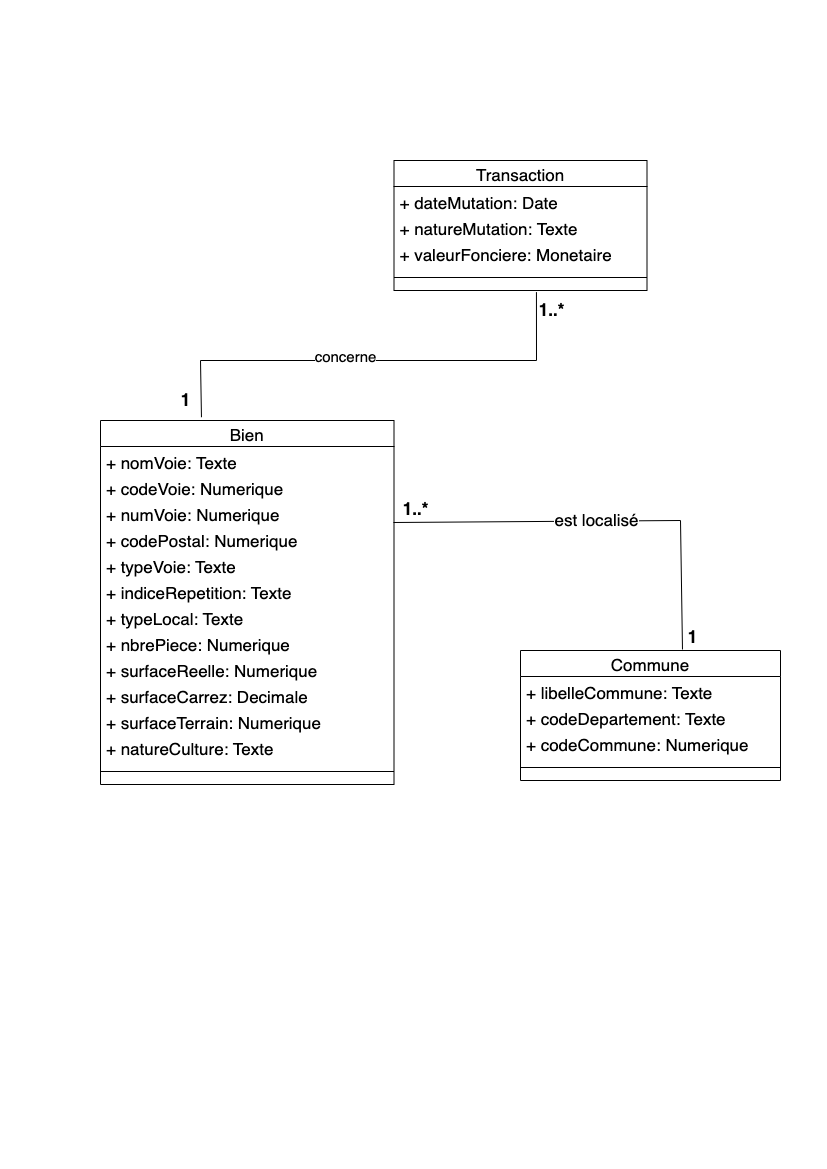 Transaction
+ dateMutation: Date
+ natureMutation: Texte
+ valeurFonciere: Monetaire
1..*
concerne
1
Bien
+ nomVoie: Texte
+ codeVoie: Numerique
+ numVoie: Numerique
+ codePostal: Numerique
+ typeVoie: Texte
+ indiceRepetition: Texte
+ typeLocal: Texte
+ nbrePiece: Numerique
+ surfaceReelle: Numerique
+ surfaceCarrez: Decimale
+ surfaceTerrain: Numerique
+ natureCulture: Texte
1..*
est localisé
1
Commune
+ libelleCommune: Texte
+ codeDepartement: Texte
+ codeCommune: Numerique